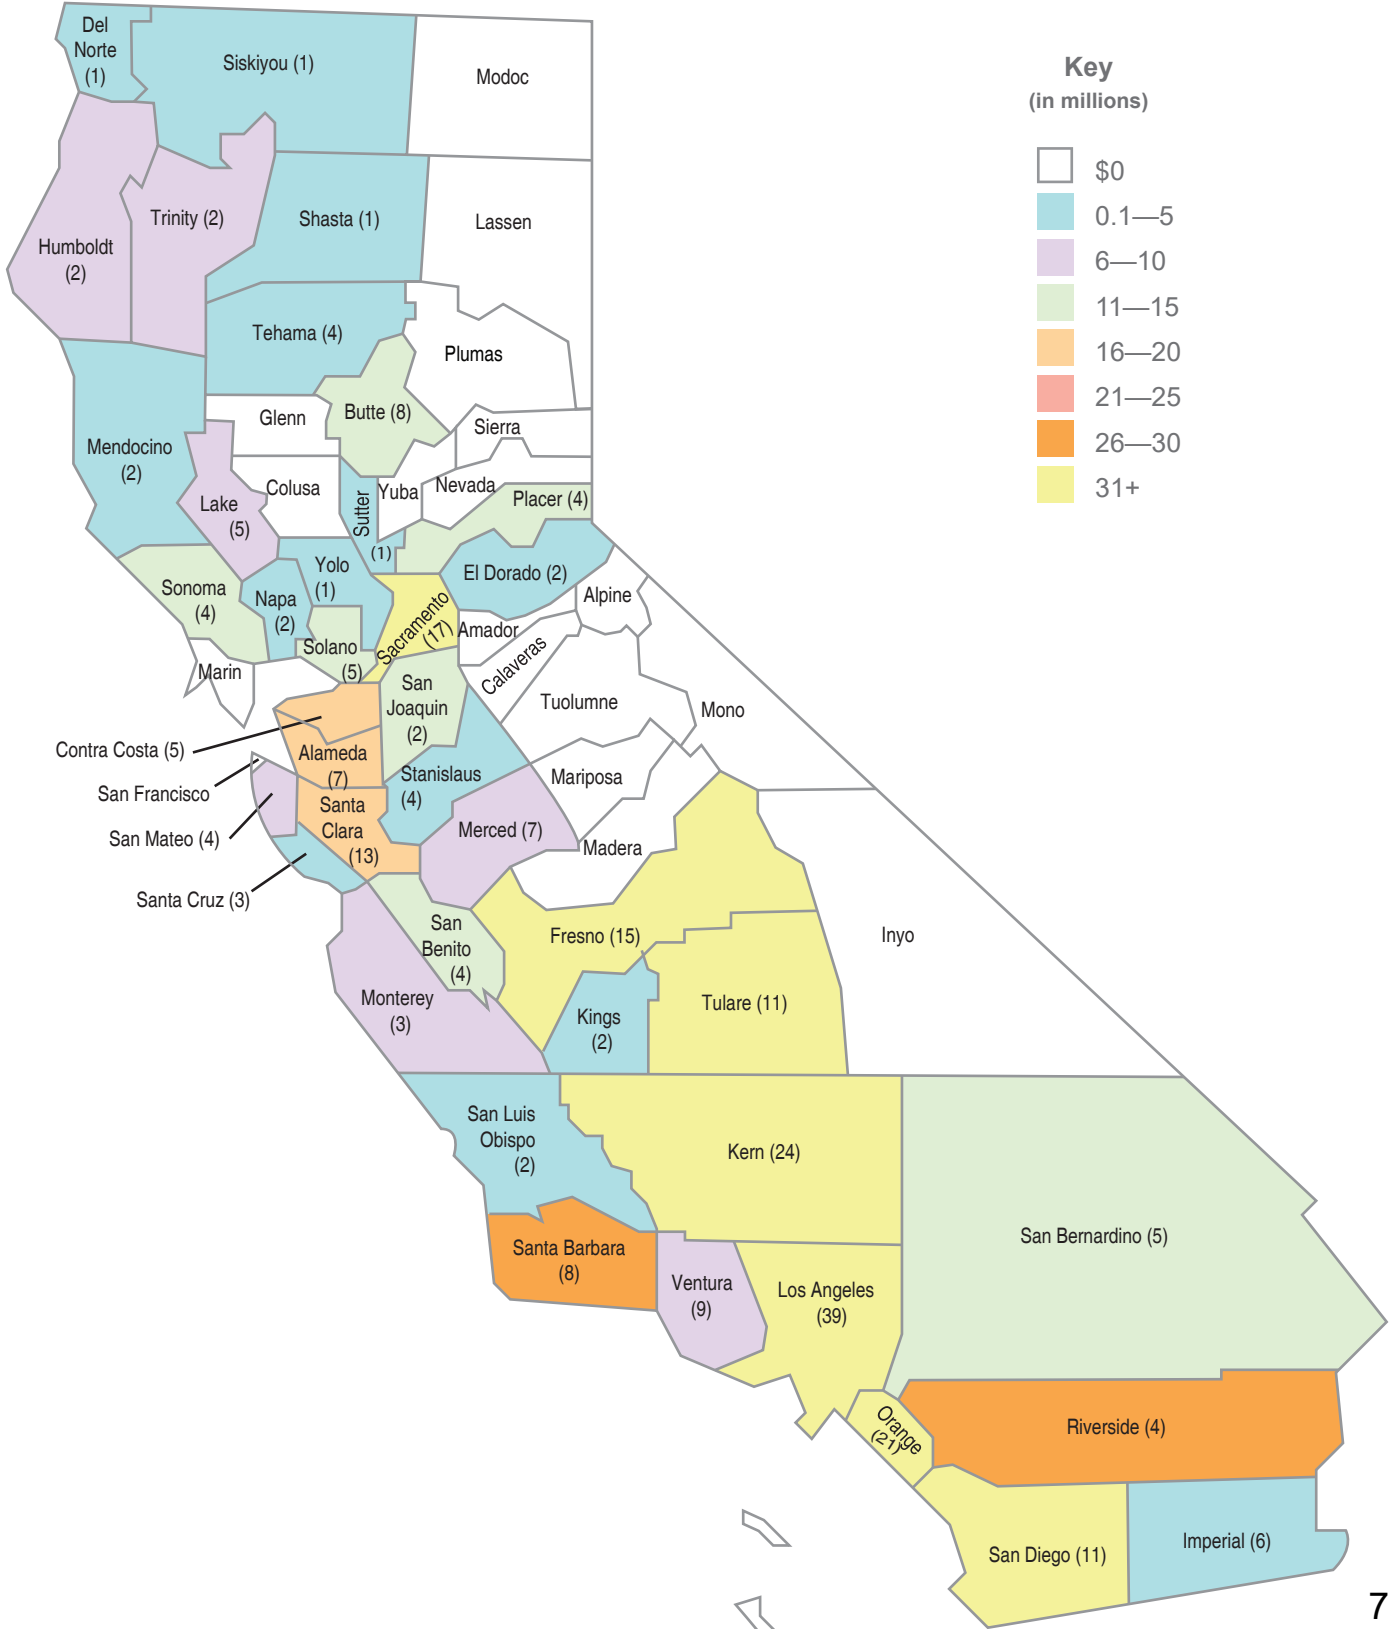 Del
Norte
(1)
Siskiyou (1)
Modoc
Key
(in millions)
$0
0.1—5
6—10
11—15
16—20
21—25
26—30
31+
Humboldt
(2)
Trinity (2)
Shasta (1)
Lassen
Tehama (4)
Plumas
Glenn
Butte (8)
Sierra
Mendocino
(2)
Lake
(5)
Colusa
Sutter
(1)
Yuba
Nevada
Placer (4)
Sonoma
(4)
Napa
(2)
Yolo
(1)
Solano
(5)
Sacramento
(17)
El Dorado (2)
Alpine
Amador
Calaveras
Marin
San
Joaquin
(2)
Tuolumne
Mono
Contra Costa (5)
Alameda
(7)
San Francisco
San Mateo (4)
Santa Cruz (3)
Santa
Clara
(13)
Stanislaus
(4)
Mariposa
Merced (7)
Madera
San
Benito
(4)
Fresno (15)
Inyo
Monterey
(3)
Kings
(2)
Tulare (11)
San Luis
Obispo
(2)
Kern (24)
San Bernardino (5)
Santa Barbara
(8)
Ventura
(9)
Los Angeles
(39)
Orange
(21)
Riverside (4)
San Diego (11)
Imperial (6)
7